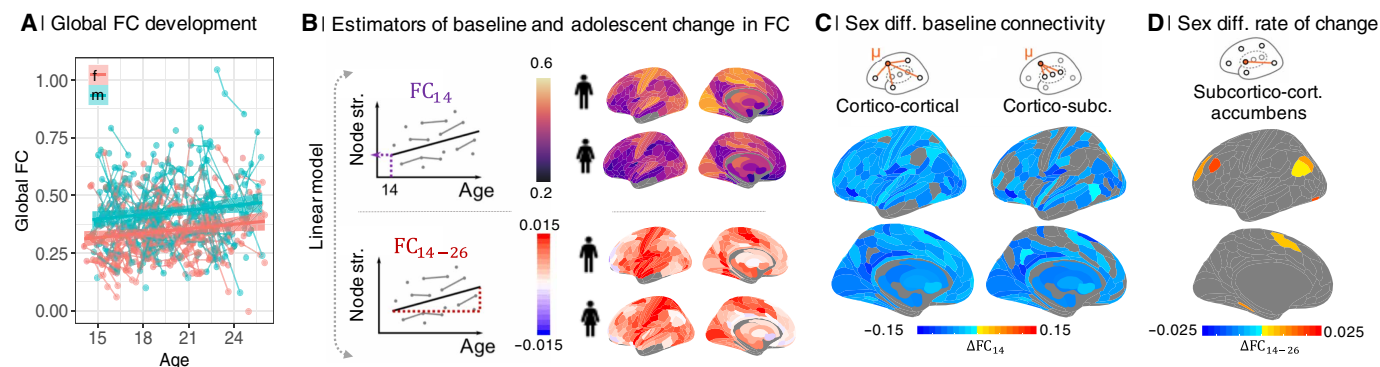 A | Global FC development
f
m
1.00
0.75
0.50
0.25
0.00
Global FC
15
18
21
24
Age
B | Estimators of baseline and adolescent change in FC
Linear model
FC14
Node str.
14
Age
0.6
0.2
FC14−26
Node str.
Age
0.015
−0.015
C | Sex diff. baseline connectivity
μ
μ
Cortico-cortical
Cortico-subc.
−0.15
0.15
ΔFC14
D | Sex diff. rate of change
Subcortico-cort.
accumbens
−0.025
0.025
ΔFC14−26